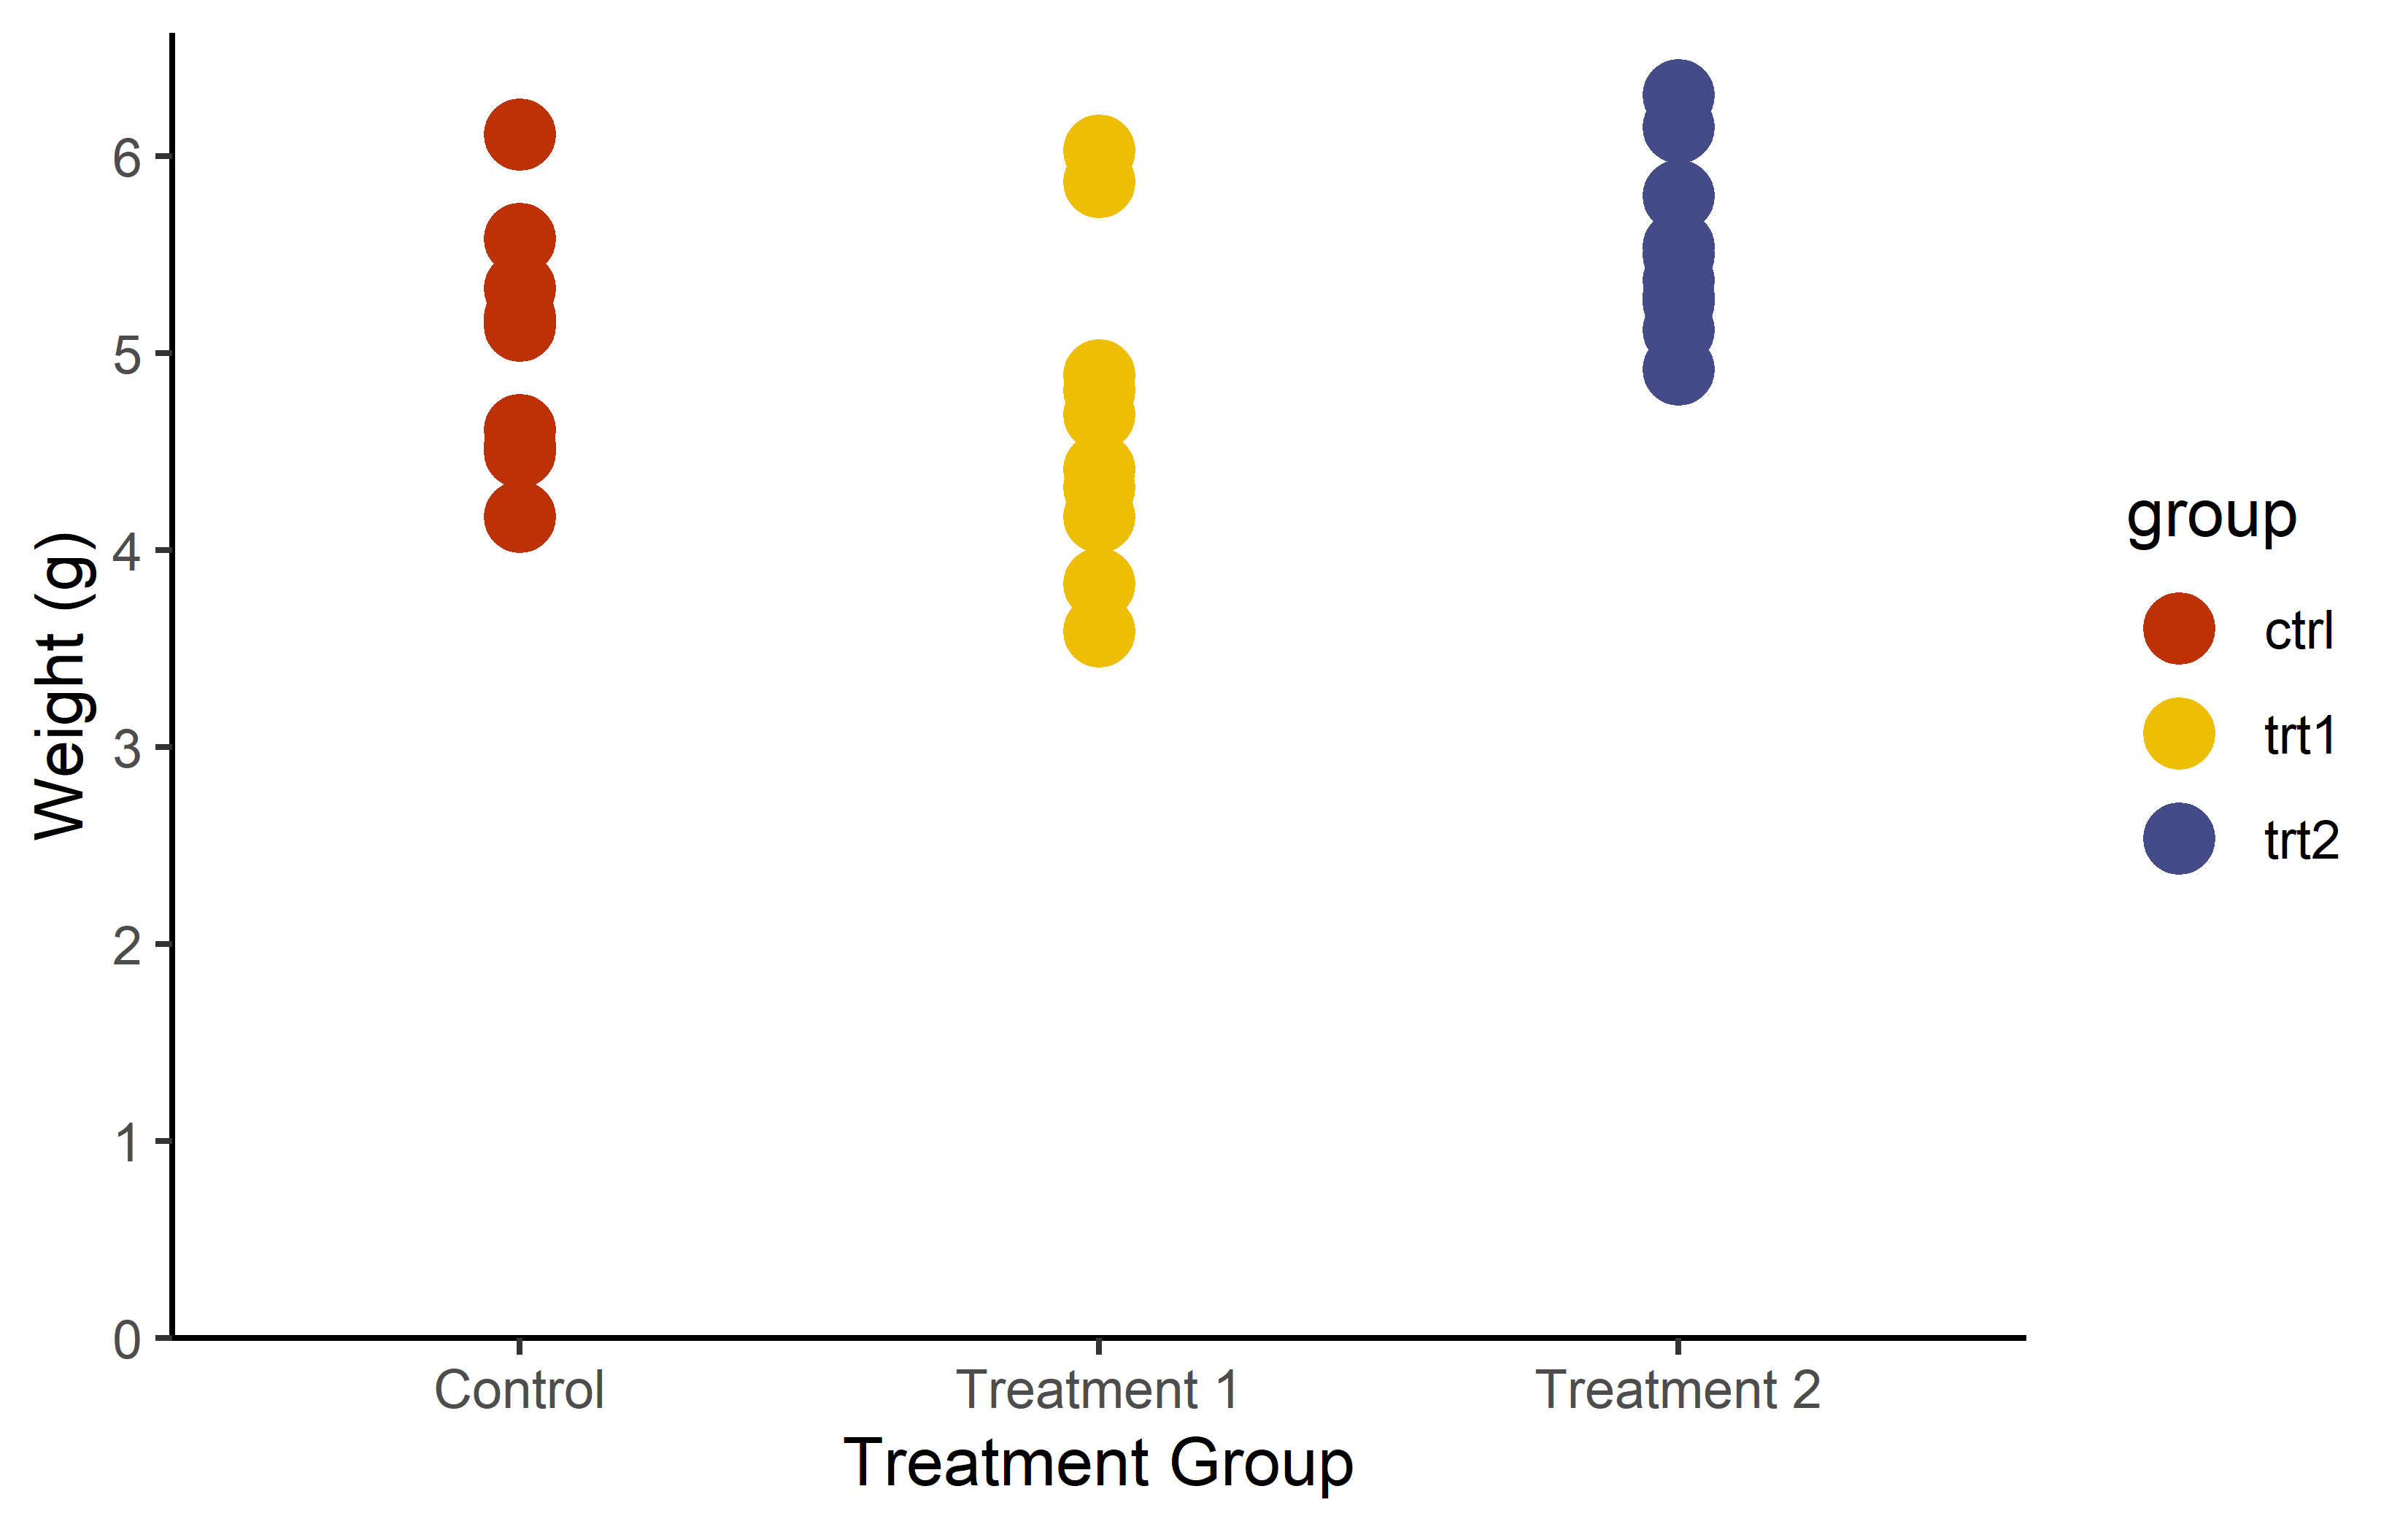 6
5
4
3
2
1
0
Weight (g)
Control
Treatment 1
Treatment 2
Treatment Group
group
ctrl
trt1
trt2